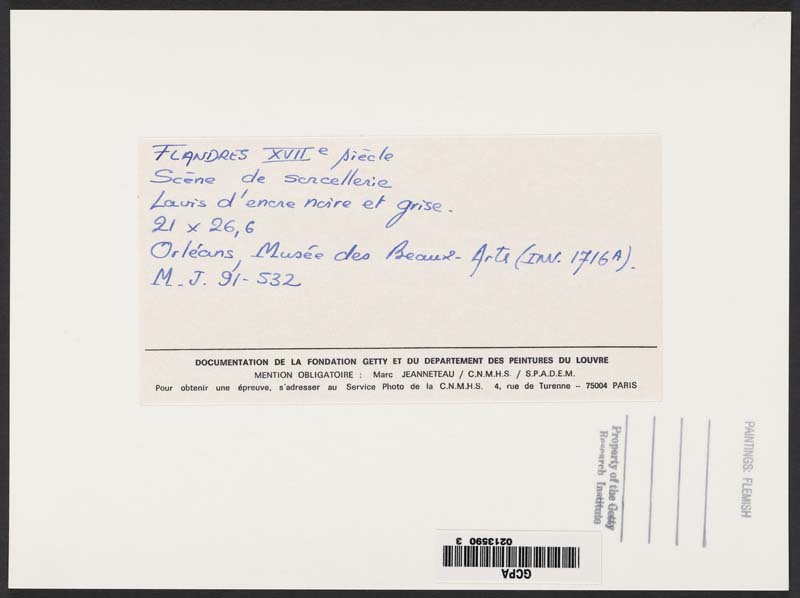 FLANDRES XVIIe siècle
Scène de sorcellerie
Lavis d'encre noire et grise.
21 x 26,6
Orléans, Musée des Beaux-Arts (INV. 1716A).
M.J. 91-532
DOCUMENTATION DE LA FONDATION GETTY ET DU DEPARTEMENT DES PEINTURES DU LOUVRE
MENTION OBLIGATOIRE : Marc JEANNETEAU / C.N.M.H.S. / S.P.A.D.E.M.
Pour obtenir une épreuve, s'adresser au Service Photo de la C.N.M.H.S. 4, rue de Turenne -- 75004 PARIS
Property of the Getty
Research Institute
PAINTINGS: FLEMISH
GCPA
0213590 3